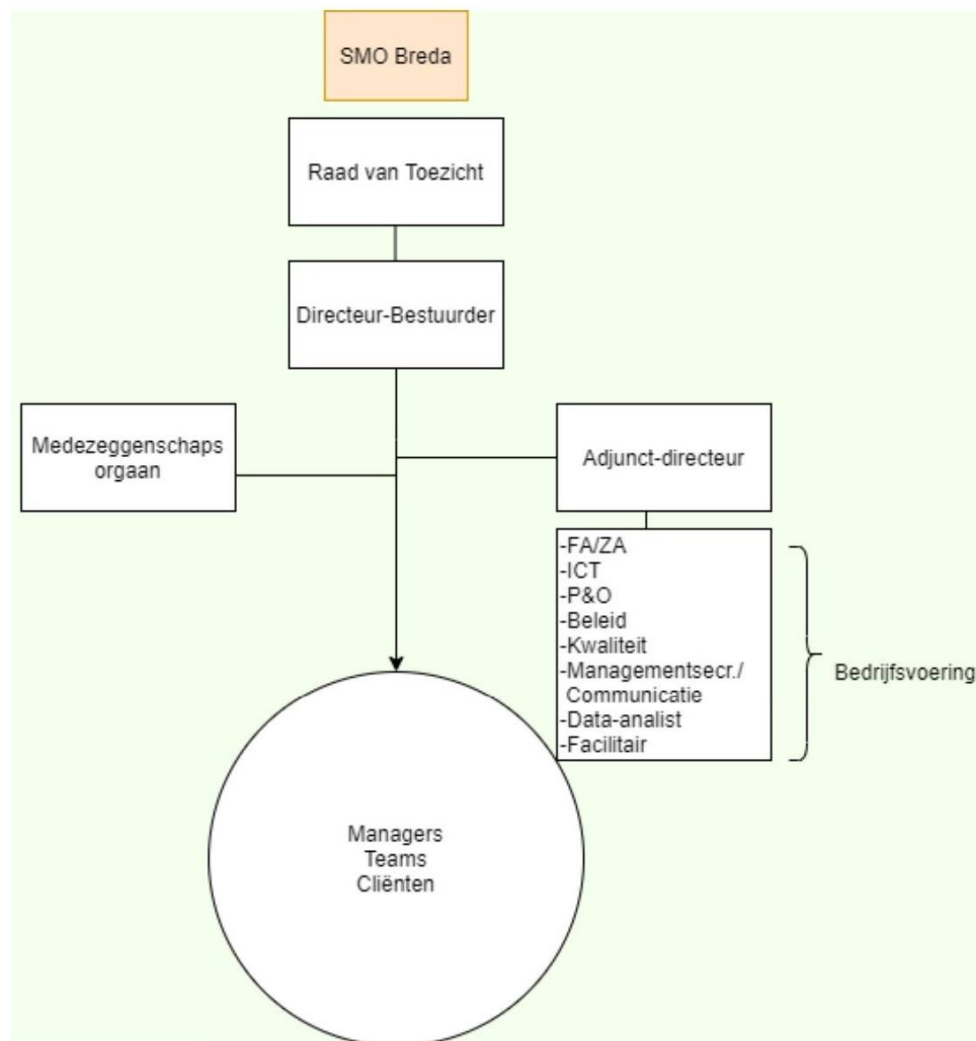 SMO Breda
Raad van Toezicht
Directeur-Bestuurder
Medezeggenschaps
orgaan
Adjunct-directeur
-FA/ZA
-ICT
-P&O
-Beleid
-Kwaliteit
-Managementsecr./
Communicatie
-Data-analist
-Facilitair
Bedrijfsvoering
Managers
Teams
Cliënten